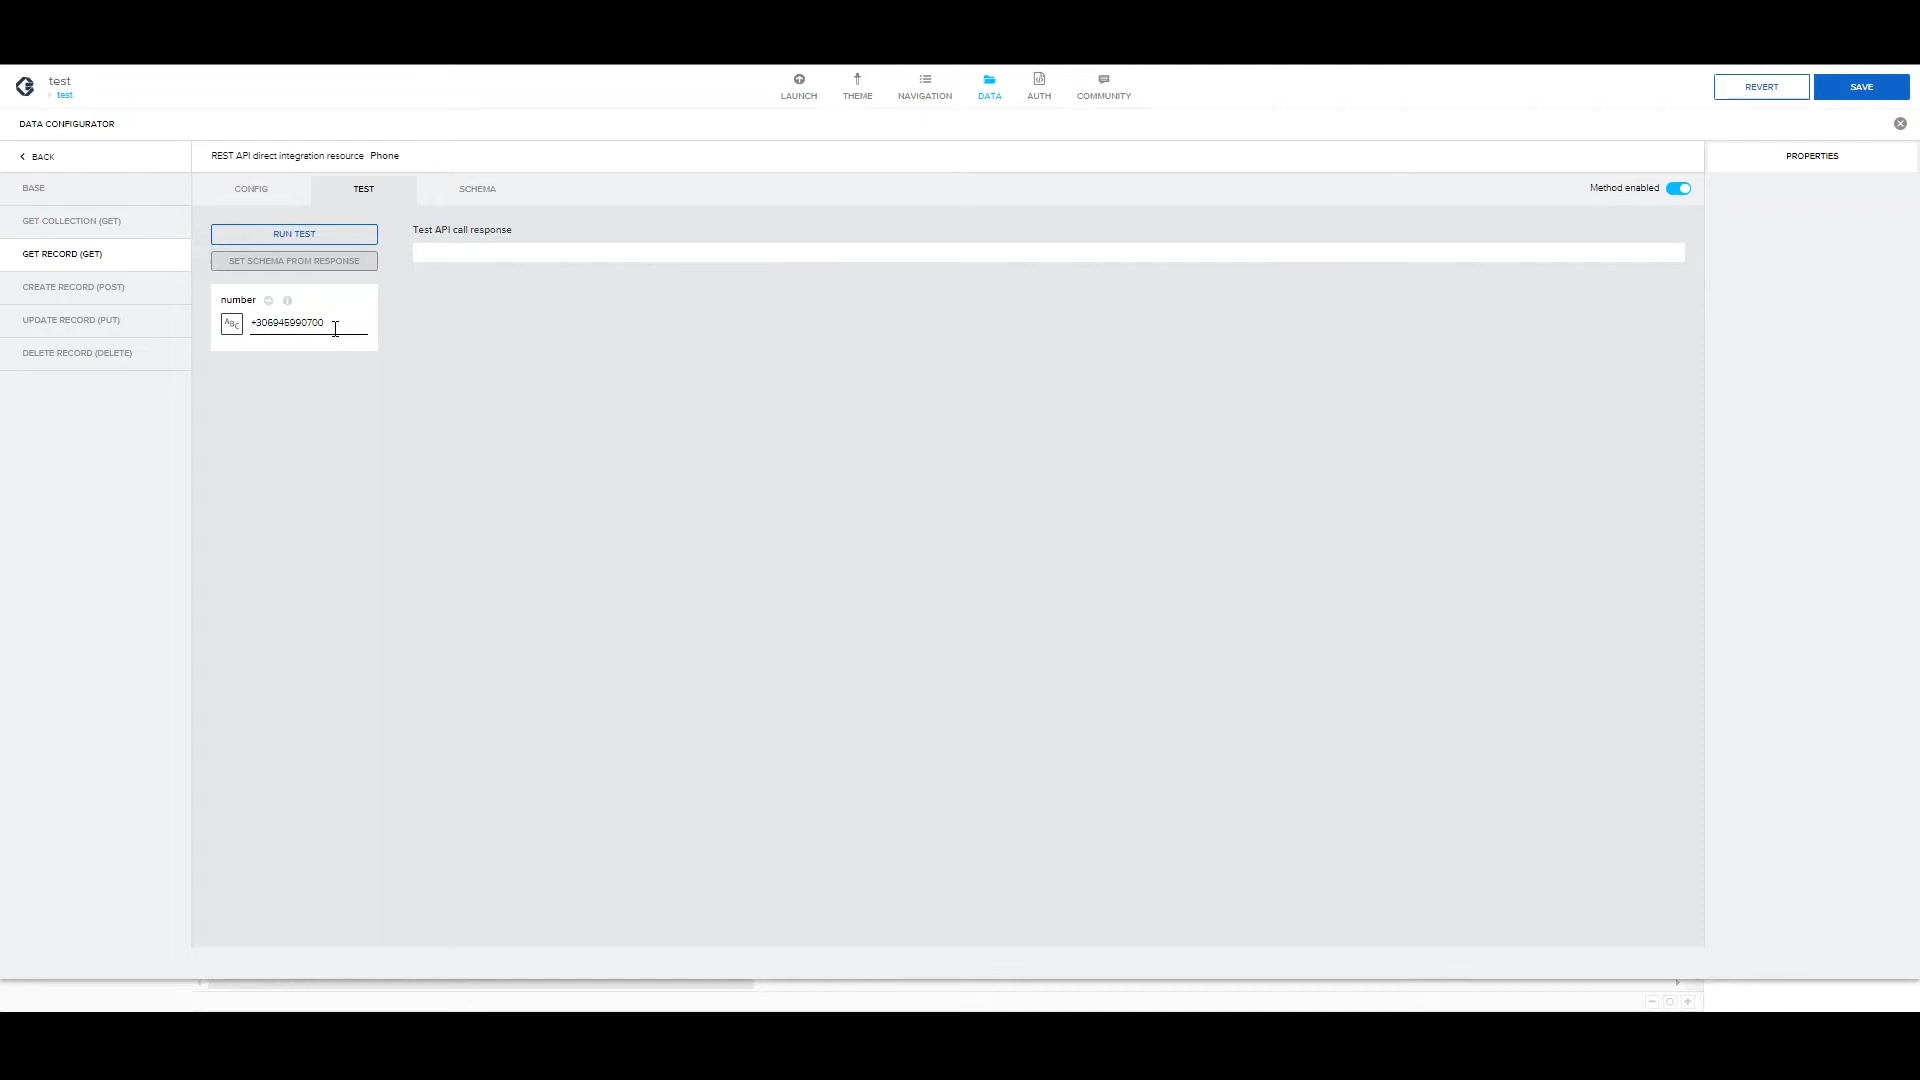 test
test
LAUNCH
THEME
NAVIGATION
DATA
AUTH
COMMUNITY
REVERT
SAVE
DATA CONFIGURATOR
BACK
REST API direct integration resource Phone
PROPERTIES
BASE
GET COLLECTION (GET)
GET RECORD (GET)
CREATE RECORD (POST)
UPDATE RECORD (PUT)
DELETE RECORD (DELETE)
CONFIG
TEST
SCHEMA
Method enabled
RUN TEST
SET SCHEMA FROM RESPONSE
Test API call response
number
ABC
+306945990700